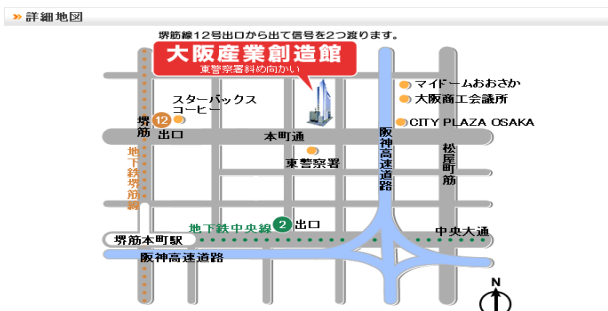 詳細地図
堺筋線12号出口から出て信号を2つ渡ります。
大阪産業創造館
東警察署斜め向かい
マイドームおおさか
大阪商工会議所
CITY PLAZA OSAKA
スターバックス
コーヒー
堺筋
12
出口
本町通
東警察署
阪神高速道路
松屋町筋
地下鉄堺筋線
地下鉄中央線
2
出口
中央大通
堺筋本町駅
阪神高速道路
N